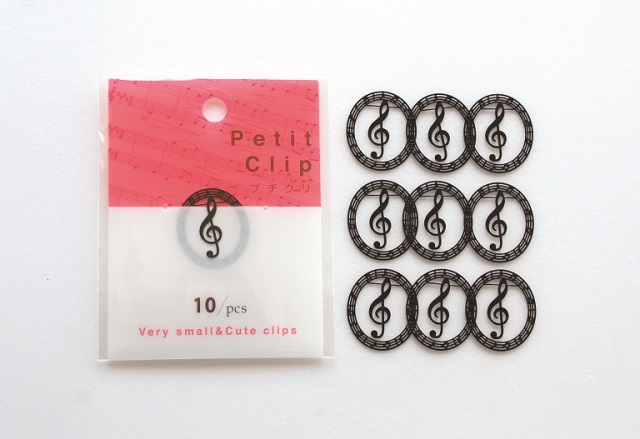 Petit
Clip
プチクリ
10/pcs
Very small&Cute clips